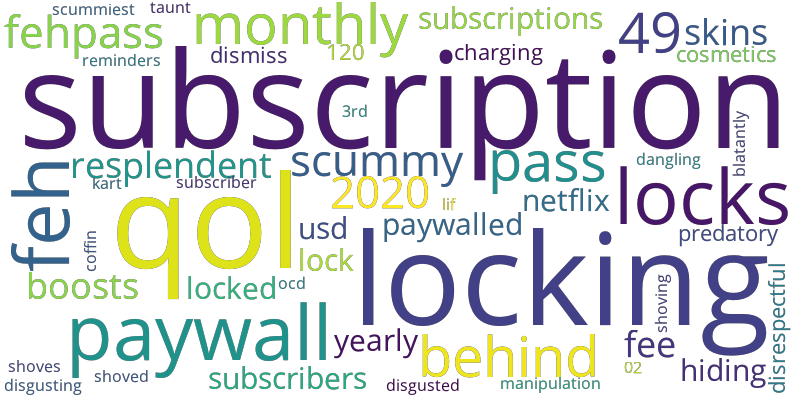 scummiest taunt
fehpass monthly subscriptions 49 skins
reminders dismiss 120 charging cosmetics
subscription
3rd
blatantly
resplendent scummy pass dangling
feh
kart subscriber
qol 2020 lif netflix locks
usd paywalled predatory
coffin
lock locking
boosts locked ocd
shoving
disrespectful
paywall yearly behind fee
hiding
02
shoves shoved subscribers disgusted manipulation
disgusting